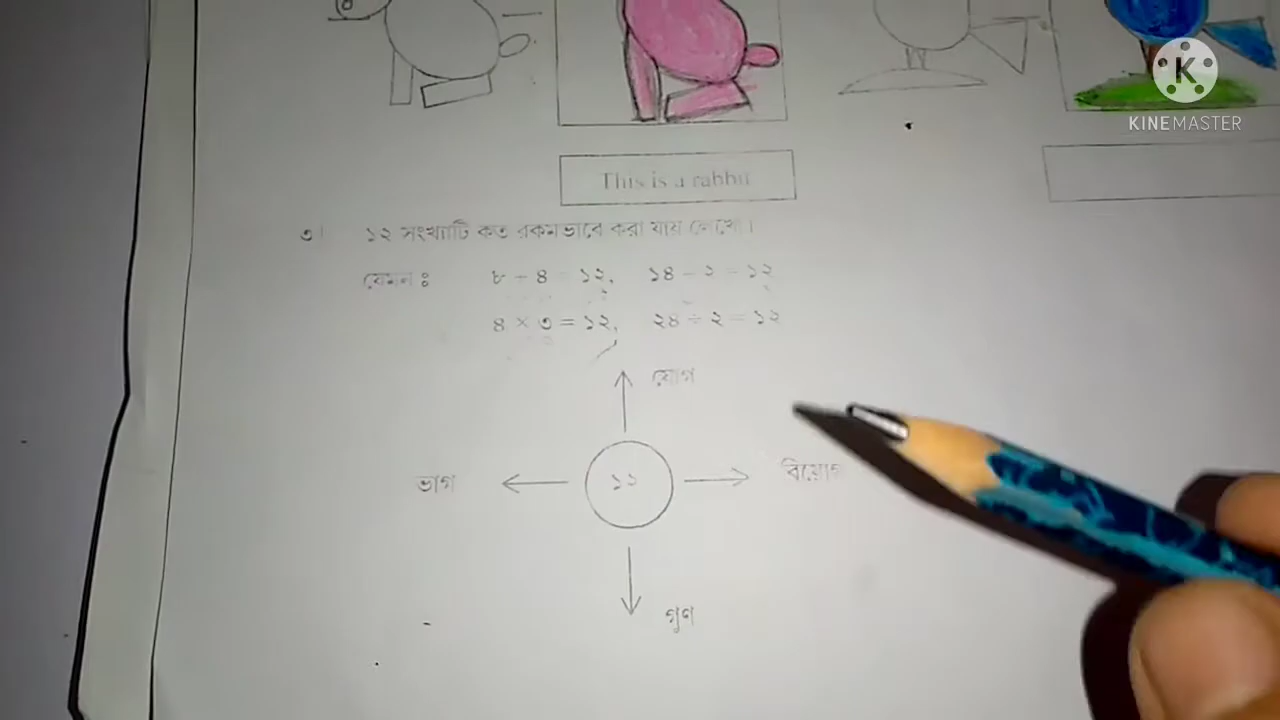 KINEMASTER
This is a rabbit
৩। ১২ সংখ্যাটি কত রকমভাবে করা যায় লেখো।
যেমন ঃ ৮ + ৪ = ১২, ১৪ - ২ = ১২
৪ × ৩ = ১২, ২৪ ÷ ২ = ১২
যোগ
ভাগ ১২ বিয়োগ
গুণ